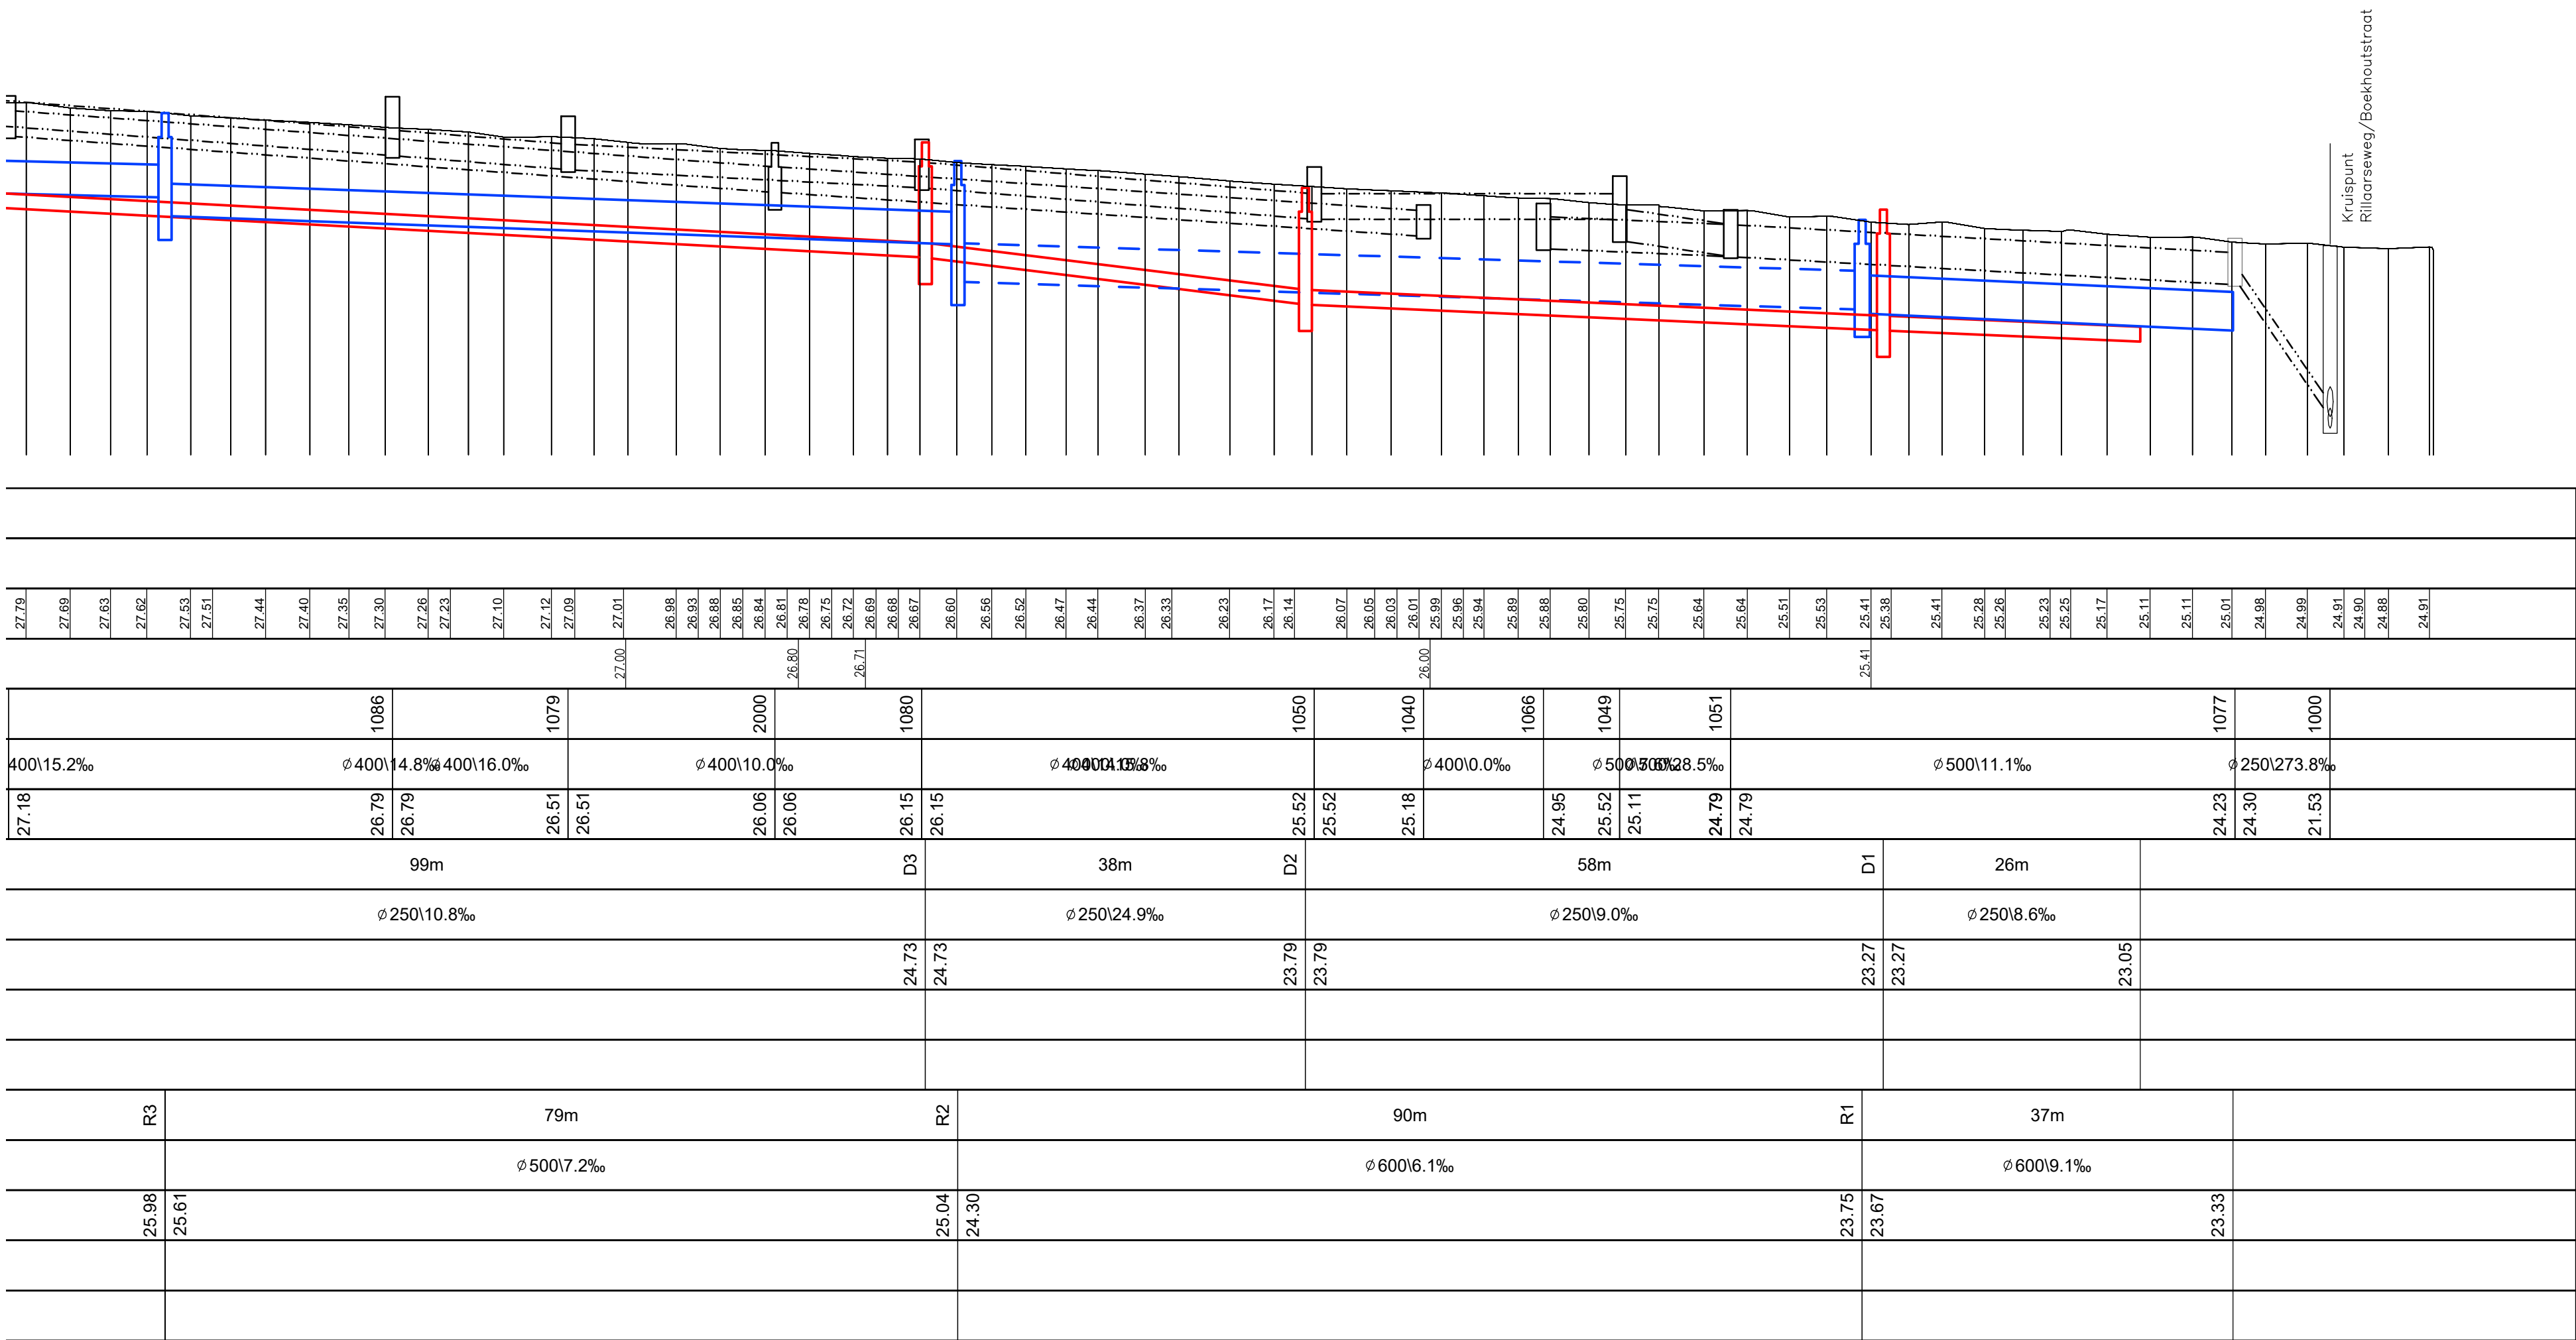 Kruispunt
Rillaarseweg/Boekhoutstraat
27.79 27.69 27.63 27.62 27.53 27.51 27.44 27.40 27.35 27.30 27.26 27.23 27.10 27.12 27.09 27.01 26.98 26.93 26.88 26.85 26.84 26.81 26.78 26.75 26.72 26.69 26.68 26.67 26.60 26.56 26.52 26.47 26.44 26.37 26.33 26.23 26.17 26.14 26.07 26.05 26.03 26.01 25.99 25.96 25.94 25.89 25.88 25.80 25.75 25.75 25.64 25.64 25.51 25.53 25.41 25.38 25.41 25.28 25.26 25.23 25.25 25.17 25.11 25.11 25.01 24.98 24.99 24.91 24.90 24.88 24.91
27.00 26.80 26.71 26.00 25.41
1086 1079 2000 1080 1050 1040 1066 1049 1051 1077 1000
400\15.2‰ ⌀400\14.8‰ ⌀400\16.0‰ ⌀400\10.0‰ ⌀400\0.0‰ ⌀500\11.1‰ ⌀250\273.8‰
27.18 26.79 26.79 26.51 26.51 26.06 26.06 26.15 26.15 25.52 25.52 25.18 24.95 25.52 25.11 24.79 24.79 24.23 24.30 21.53
99m D3 38m D2 58m D1 26m
⌀250\10.8‰ ⌀250\24.9‰ ⌀250\9.0‰ ⌀250\8.6‰
24.73 24.73 23.79 23.79 23.27 23.27 23.05
R3 79m R2 90m R1 37m
⌀500\7.2‰ ⌀600\6.1‰ ⌀600\9.1‰
25.98 25.61 25.04 24.30 23.75 23.67 23.33